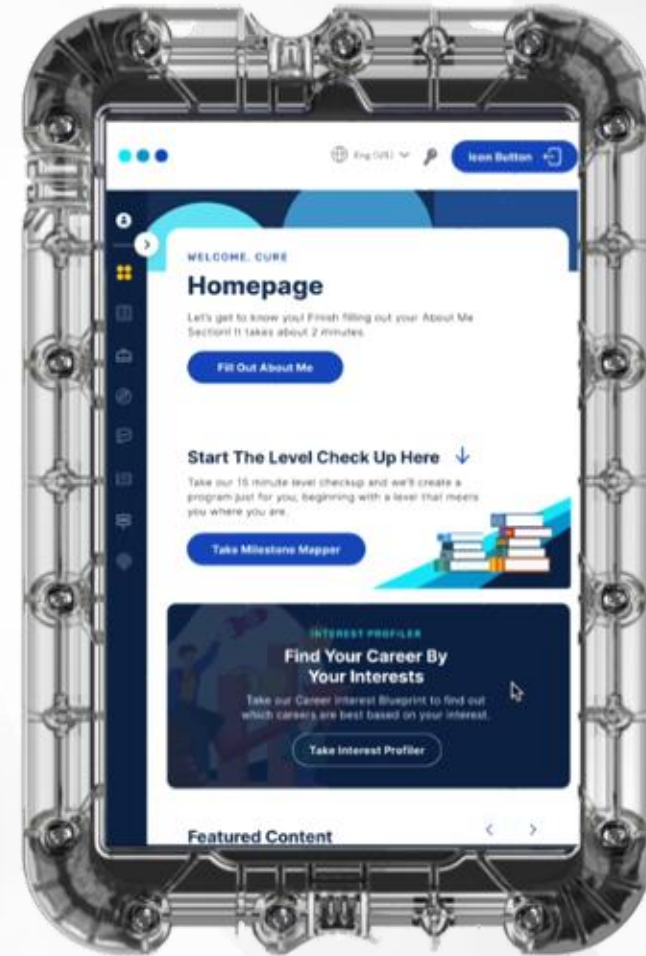 Eng (US)
Icon Button
WELCOME, CURE
Homepage
Let's get to know you! Finish filling out your About Me
Section! It takes about 2 minutes.
Fill Out About Me
Start The Level Check Up Here
Take our 15 minute level checkup and we'll create a
program just for you, beginning with a level that meets
you where you are.
Take Milestone Mapper
INTEREST PROFILER
Find Your Career By
Your Interests
Take our Career Interest Blueprint to find out
which careers are best based on your interest.
Take Interest Profiler
Featured Content